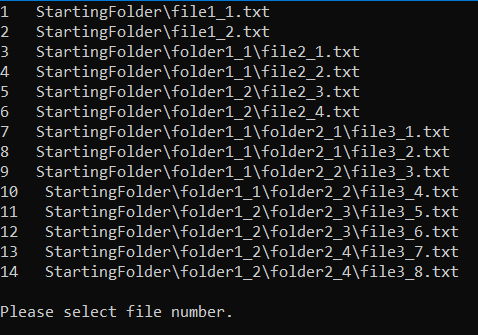 1   StartingFolder\file1_1.txt
2   StartingFolder\file1_2.txt
3   StartingFolder\folder1_1\file2_1.txt
4   StartingFolder\folder1_1\file2_2.txt
5   StartingFolder\folder1_2\file2_3.txt
6   StartingFolder\folder1_2\file2_4.txt
7   StartingFolder\folder1_1\folder2_1\file3_1.txt
8   StartingFolder\folder1_1\folder2_1\file3_2.txt
9   StartingFolder\folder1_1\folder2_2\file3_3.txt
10   StartingFolder\folder1_1\folder2_2\file3_4.txt
11   StartingFolder\folder1_2\folder2_3\file3_5.txt
12   StartingFolder\folder1_2\folder2_3\file3_6.txt
13   StartingFolder\folder1_2\folder2_4\file3_7.txt
14   StartingFolder\folder1_2\folder2_4\file3_8.txt
Please select file number.